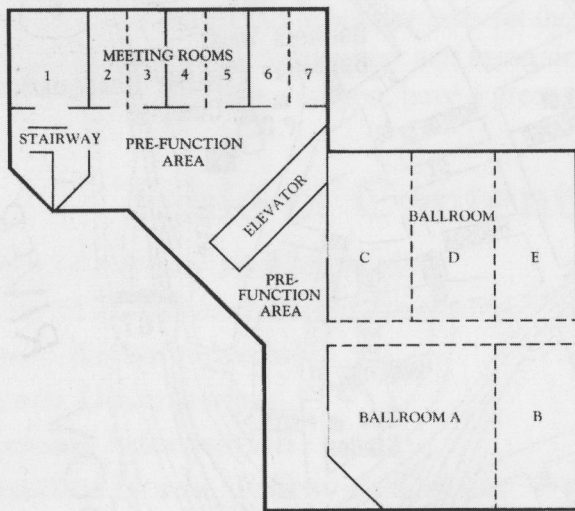 MEETING ROOMS
1 2 3 4 5 6 7
STAIRWAY
PRE-FUNCTION
AREA
ELEVATOR
BALLROOM
C D E
PRE-
FUNCTION
AREA
BALLROOM A B